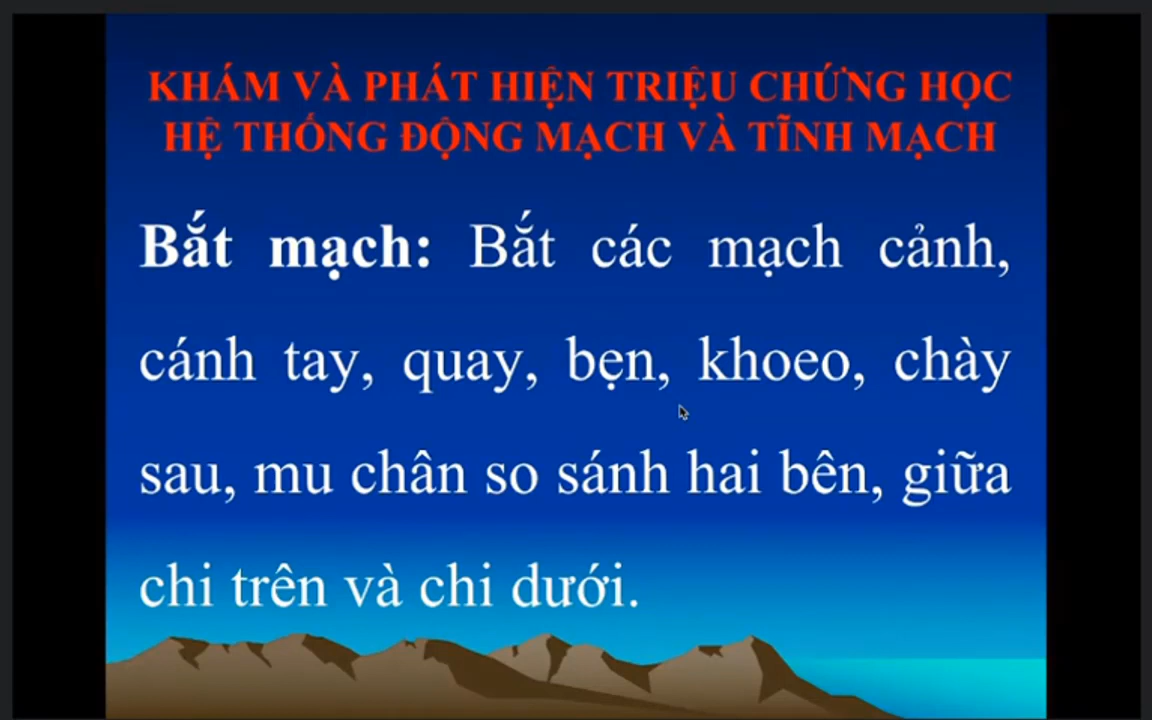 KHÁM VÀ PHÁT HIỆN TRIỆU CHỨNG HỌC
HỆ THỐNG ĐỘNG MẠCH VÀ TĨNH MẠCH
Bắt mạch: Bắt các mạch cảnh,
cánh tay, quay, bẹn, khoeo, chày
sau, mu chân so sánh hai bên, giữa
chi trên và chi dưới.